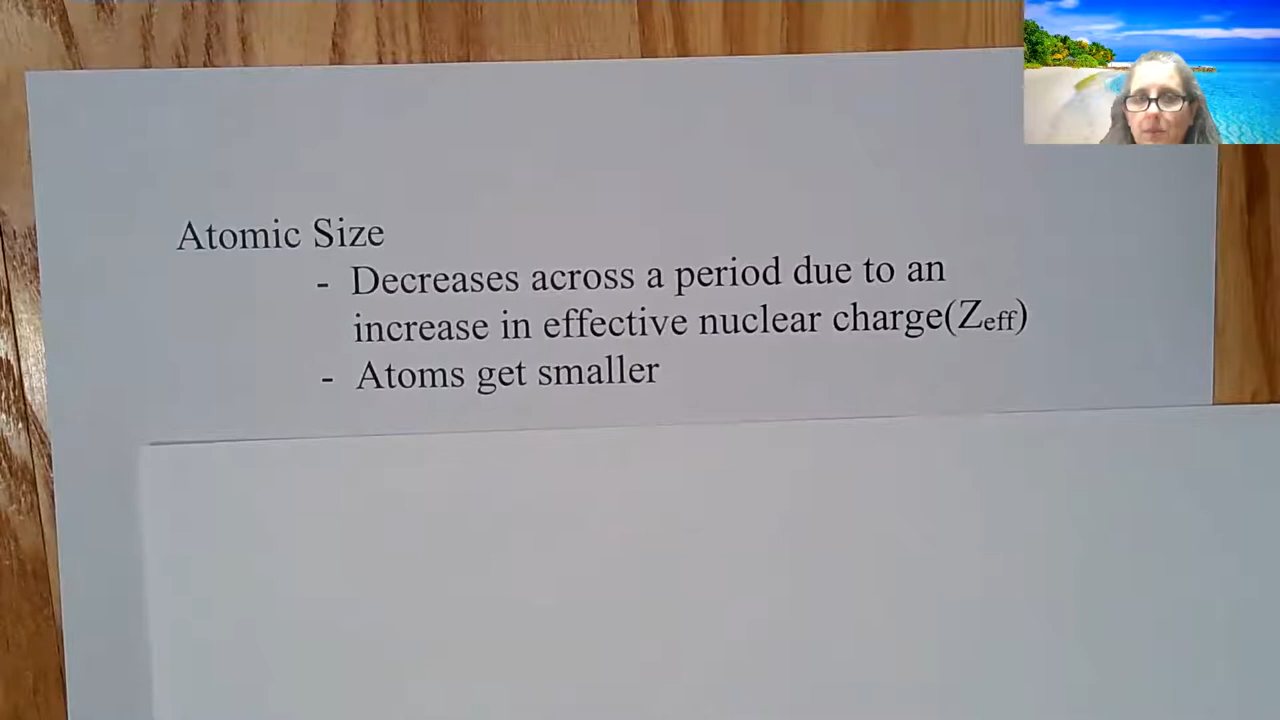 Atomic Size
- Decreases across a period due to an
increase in effective nuclear charge(Zeff)
- Atoms get smaller